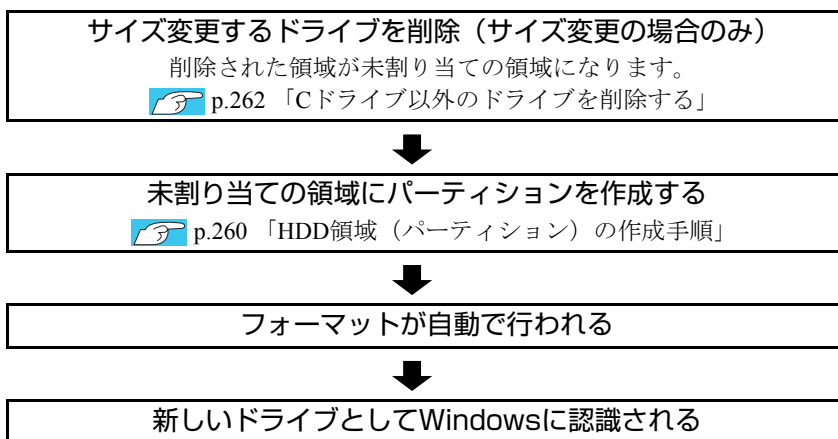 サイズ変更するドライブを削除（サイズ変更の場合のみ）
削除された領域が未割り当ての領域になります。
p.262 「Cドライブ以外のドライブを削除する」
未割り当ての領域にパーティションを作成する
p.260 「HDD領域（パーティション）の作成手順」
フォーマットが自動で行われる
新しいドライブとしてWindowsに認識される